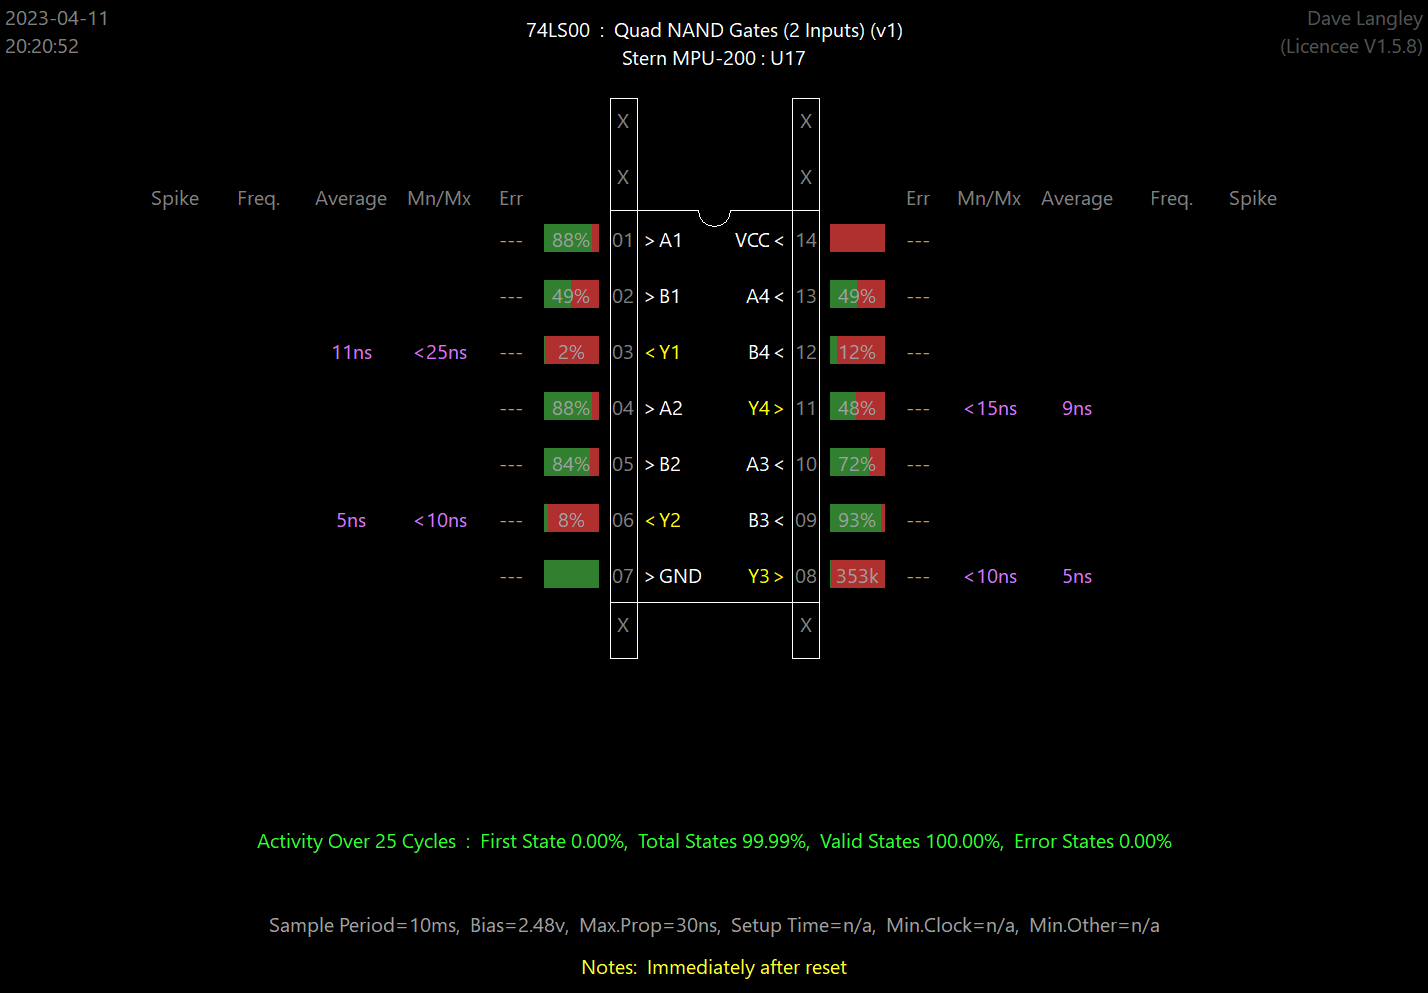 2023-04-11
20:20:52
74LS00 : Quad NAND Gates (2 Inputs) (v1)
Stern MPU-200 : U17
Dave Langley
(Licencee V1.5.8)
X X
X X
Spike Freq. Average Mn/Mx Err Err Mn/Mx Average Freq. Spike
--- 88% 01 > A1 VCC < 14 ---
--- 49% 02 > B1 A4 < 13 49% ---
11ns <25ns --- 2% 03 < Y1 B4 < 12 12% ---
--- 88% 04 > A2 Y4 > 11 48% --- <15ns 9ns
--- 84% 05 > B2 A3 < 10 72% ---
5ns <10ns --- 8% 06 < Y2 B3 < 09 93% ---
--- 07 > GND Y3 > 08 353k --- <10ns 5ns
X X
Activity Over 25 Cycles : First State 0.00%, Total States 99.99%, Valid States 100.00%, Error States 0.00%
Sample Period=10ms, Bias=2.48v, Max.Prop=30ns, Setup Time=n/a, Min.Clock=n/a, Min.Other=n/a
Notes: Immediately after reset